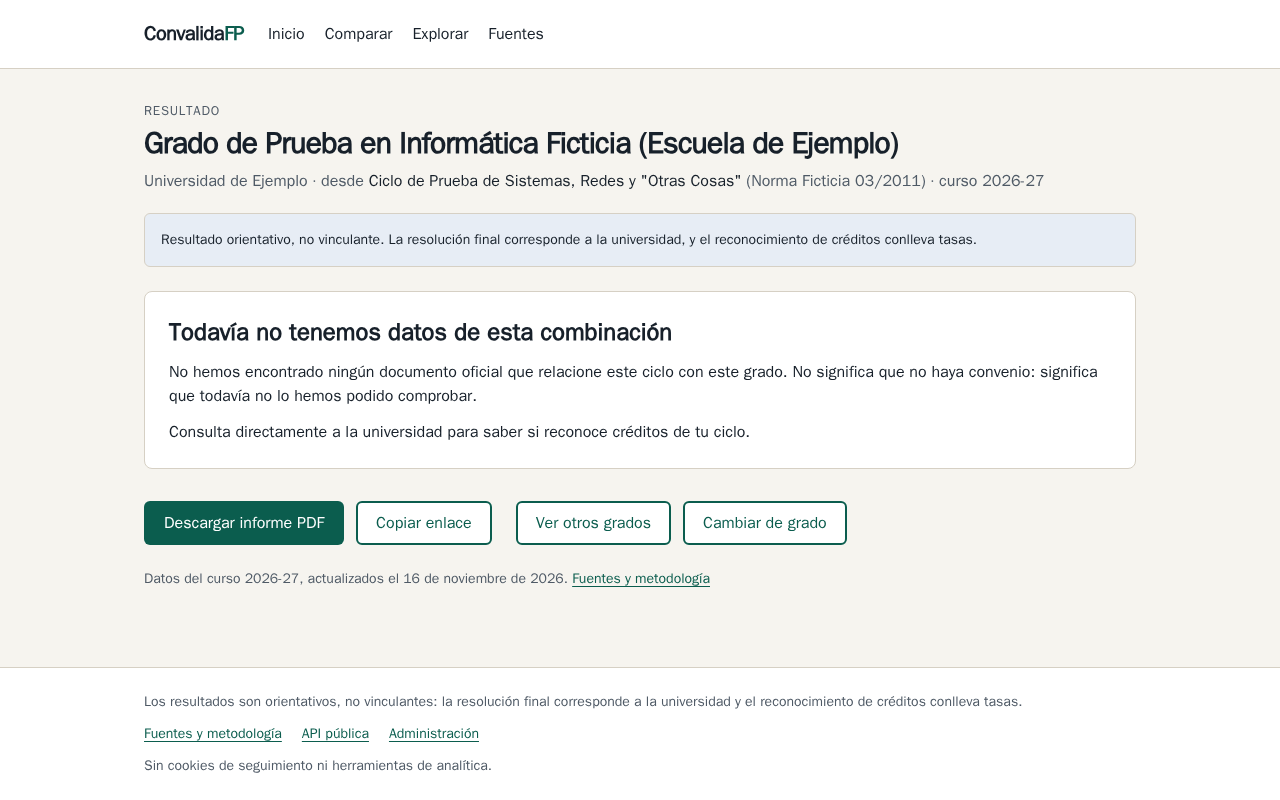 ConvalidaFP Inicio Comparar Explorar Fuentes
RESULTADO
Grado de Prueba en Informática Ficticia (Escuela de Ejemplo)
Universidad de Ejemplo · desde Ciclo de Prueba de Sistemas, Redes y "Otras Cosas" (Norma Ficticia 03/2011) · curso 2026-27
Resultado orientativo, no vinculante. La resolución final corresponde a la universidad, y el reconocimiento de créditos conlleva tasas.
Todavía no tenemos datos de esta combinación
No hemos encontrado ningún documento oficial que relacione este ciclo con este grado. No significa que no haya convenio: significa
que todavía no lo hemos podido comprobar.
Consulta directamente a la universidad para saber si reconoce créditos de tu ciclo.
Descargar informe PDF Copiar enlace Ver otros grados Cambiar de grado
Datos del curso 2026-27, actualizados el 16 de noviembre de 2026. Fuentes y metodología
Los resultados son orientativos, no vinculantes: la resolución final corresponde a la universidad y el reconocimiento de créditos conlleva tasas.
Fuentes y metodología API pública Administración
Sin cookies de seguimiento ni herramientas de analítica.